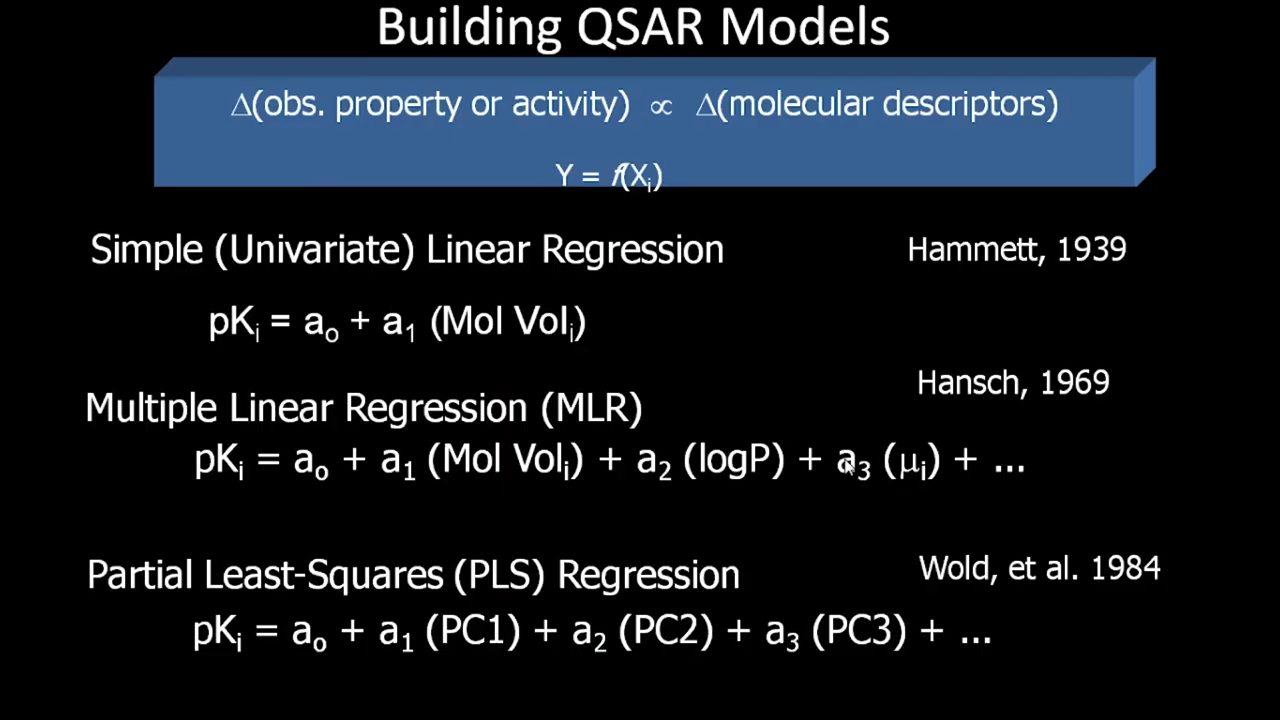 Building QSAR Models
Δ(obs. property or activity) ∝ Δ(molecular descriptors)
Y = f(Xᵢ)
Simple (Univariate) Linear Regression Hammett, 1939
pKᵢ = aₒ + a₁ (Mol Volᵢ)
Hansch, 1969
Multiple Linear Regression (MLR)
pKᵢ = aₒ + a₁ (Mol Volᵢ) + a₂ (logP) + a₃ (μᵢ) + ...
Partial Least-Squares (PLS) Regression Wold, et al. 1984
pKᵢ = aₒ + a₁ (PC1) + a₂ (PC2) + a₃ (PC3) + ...